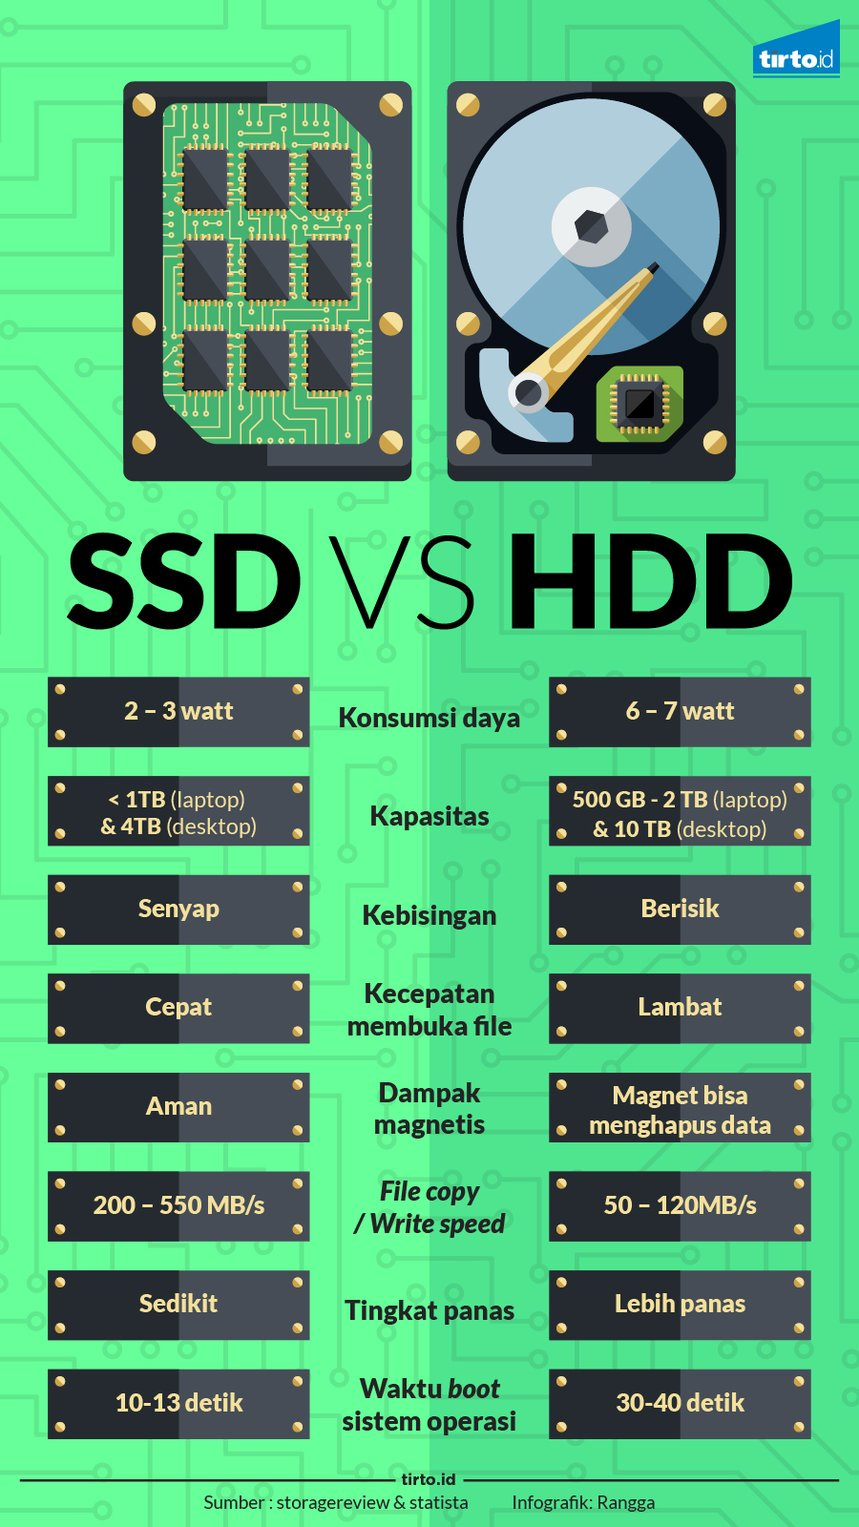 tirto.id
SSD VS HDD
2 – 3 watt
Konsumsi daya
6 – 7 watt
< 1TB (laptop)
& 4TB (desktop)
Kapasitas
500 GB - 2 TB (laptop)
& 10 TB (desktop)
Senyap
Kebisingan
Berisik
Cepat
Kecepatan
membuka file
Lambat
Aman
Dampak
magnetis
Magnet bisa
menghapus data
200 – 550 MB/s
File copy
/ Write speed
50 – 120MB/s
Sedikit
Tingkat panas
Lebih panas
10-13 detik
Waktu boot
sistem operasi
30-40 detik
tirto.id
Sumber : storagereview & statista Infografik: Rangga